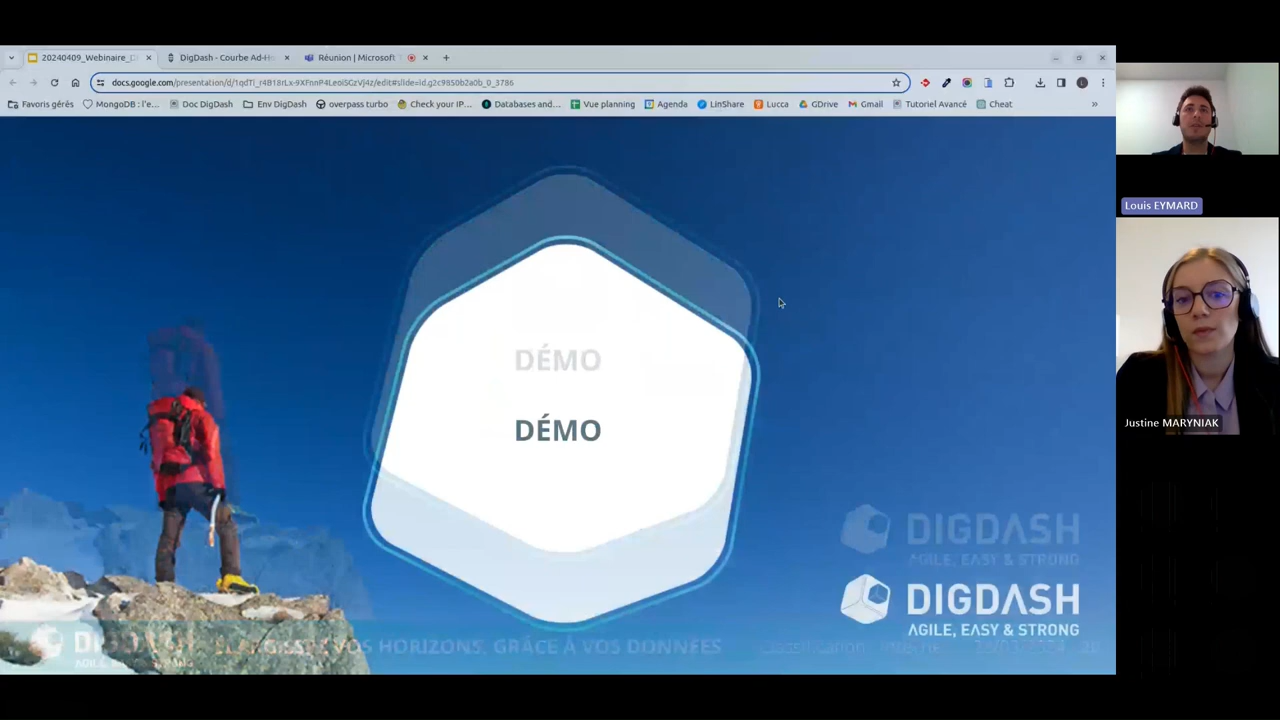 20240409_Webinaire_D
DigDash - Courbe Ad-H
Réunion | Microsoft T
docs.google.com/presentation/d/1qdTi_r4B18rLx-9XFnnP4LeoiSGzVj4z/edit#slide=id.g2c9850b2a0b_0_3786
Favoris gérés
MongoDB : l'e...
Doc DigDash
Env DigDash
overpass turbo
Check your IP...
Databases and...
Vue planning
Agenda
LinShare
Lucca
GDrive
Gmail
Tutoriel Avancé
Cheat
»
Louis EYMARD
DÉMO
DÉMO
Justine MARYNIAK
DIGDASH
AGILE, EASY & STRONG
DIGDASH
AGILE, EASY & STRONG
VOS HORIZONS, GRÂCE À VOS DONNÉES